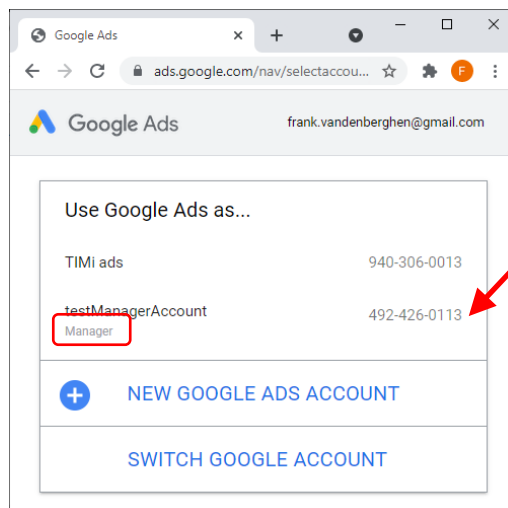 Google Ads
ads.google.com/nav/selectaccou...
F
Google Ads frank.vandenberghen@gmail.com
Use Google Ads as...
TIMi ads 940-306-0013
testManagerAccount 492-426-0113
Manager
NEW GOOGLE ADS ACCOUNT
SWITCH GOOGLE ACCOUNT